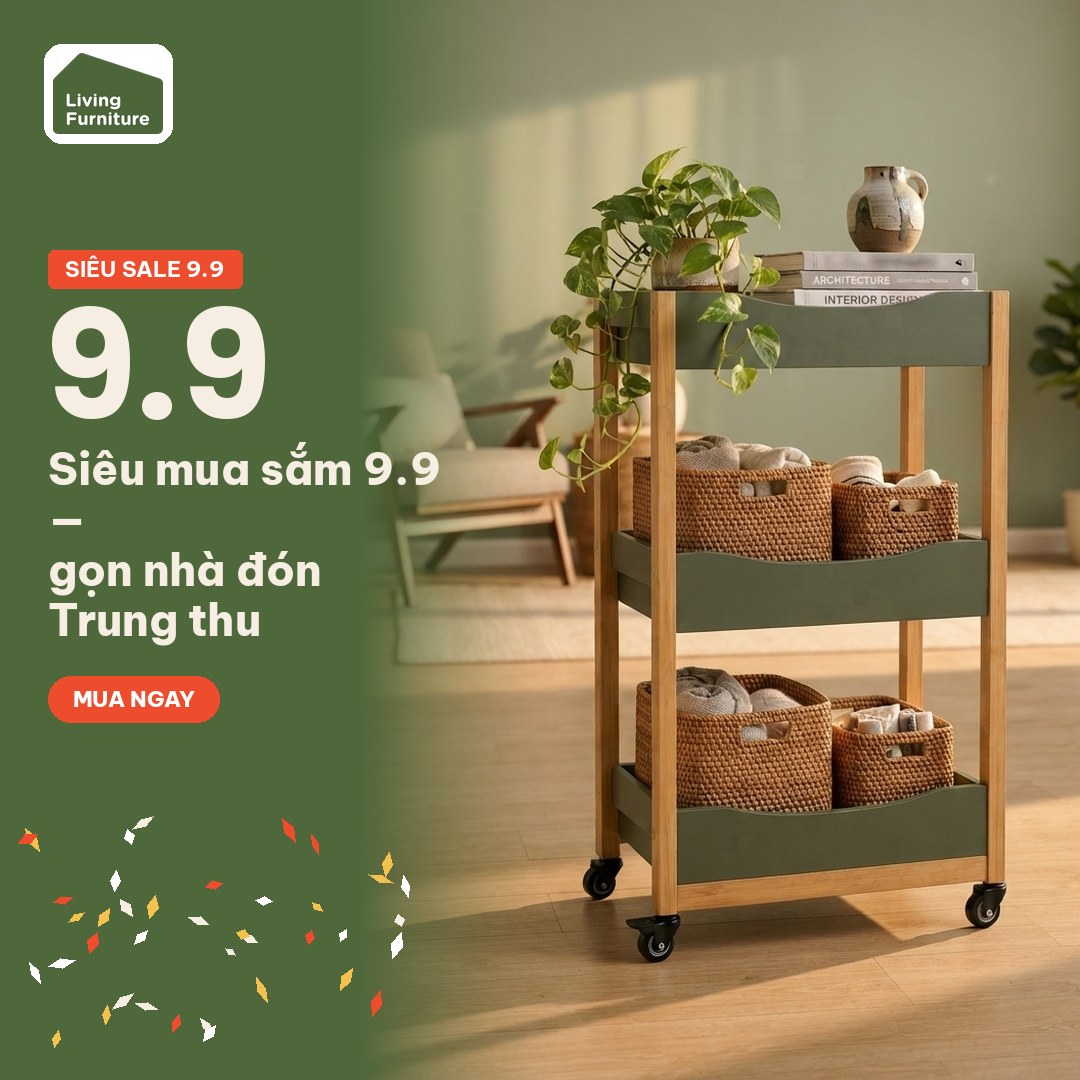 Living
Furniture
SIÊU SALE 9.9
9.9
Siêu mua sắm 9.9
–
gọn nhà đón
Trung thu
MUA NGAY
ARCHITECTURE
INTERIOR DESIGN